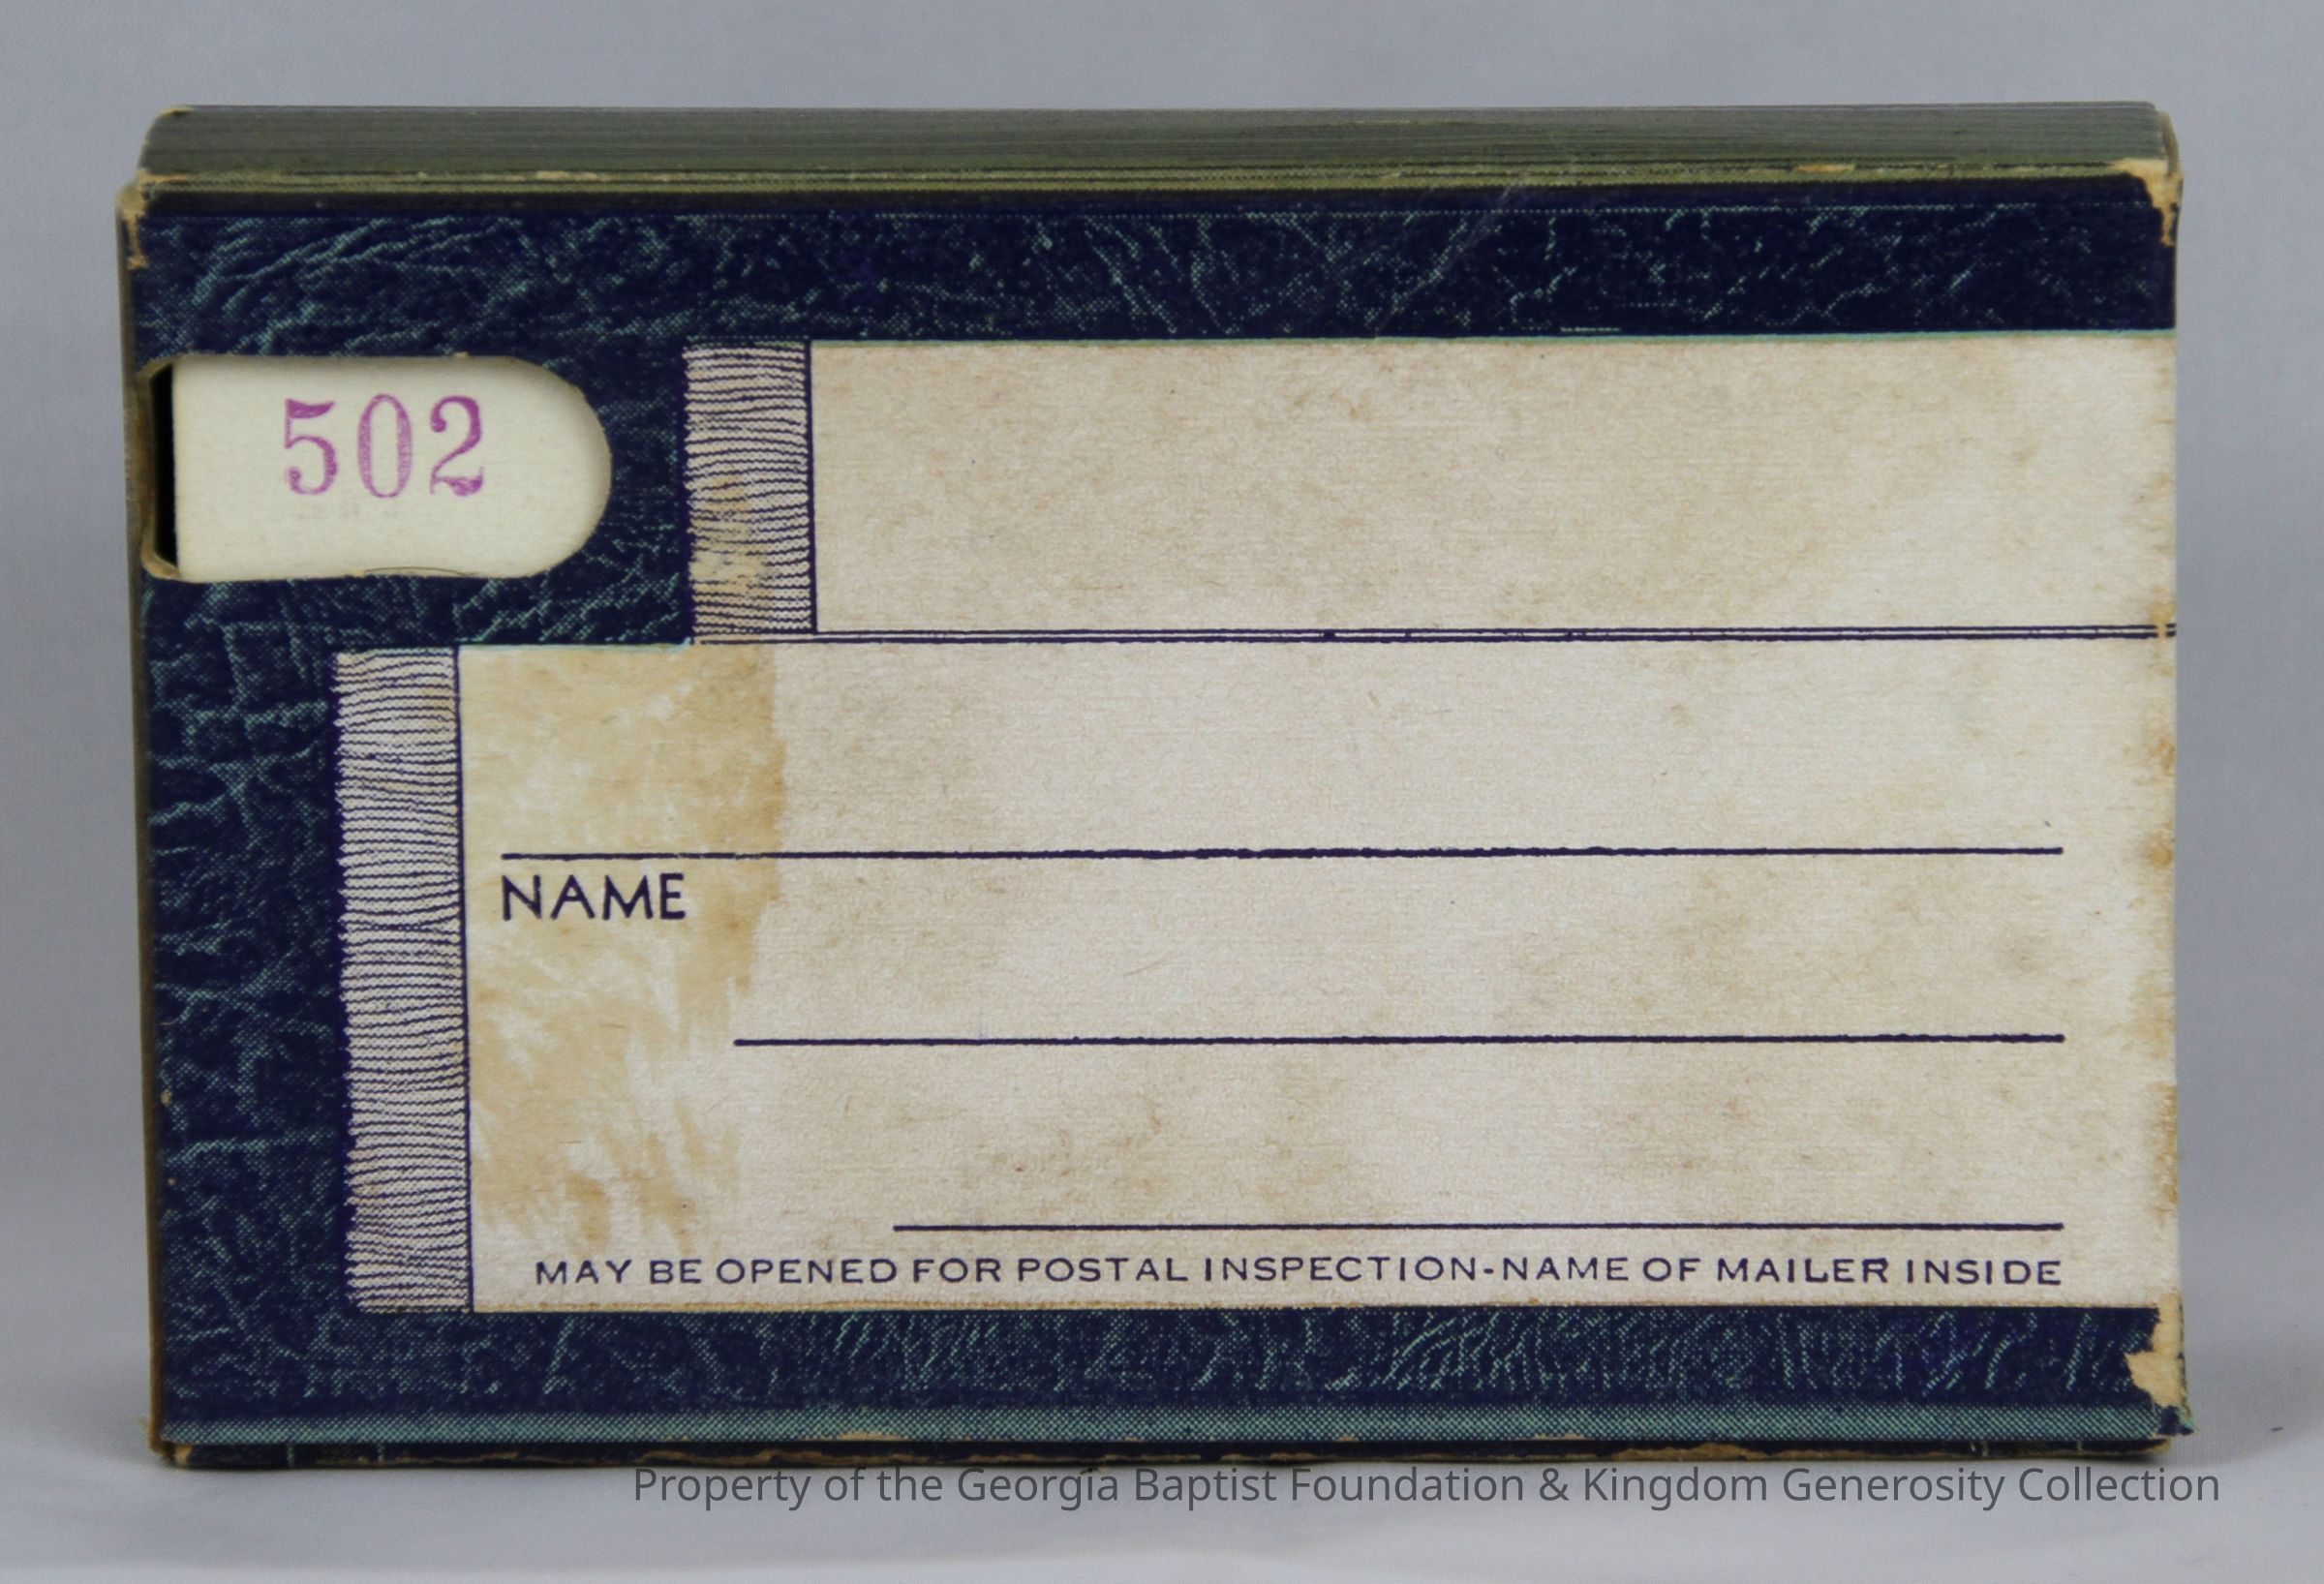 502
NAME
MAY BE OPENED FOR POSTAL INSPECTION-NAME OF MAILER INSIDE
Property of the Georgia Baptist Foundation & Kingdom Generosity Collection